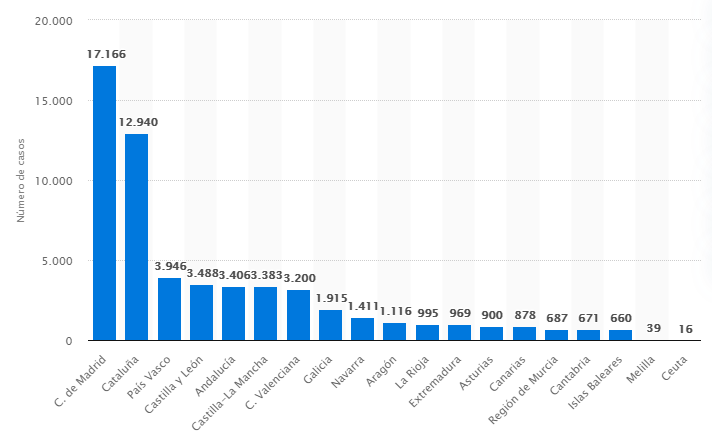 20.000
15.000
10.000
5.000
0
Número de casos
17.166
12.940
3.946
3.488
3.406
3.383
3.200
1.915
1.411
1.116
995
969
900
878
687
671
660
39
16
C. de Madrid
Cataluña
País Vasco
Castilla y León
Andalucía
Castilla-La Mancha
C. Valenciana
Galicia
Navarra
Aragón
La Rioja
Extremadura
Asturias
Canarias
Región de Murcia
Cantabria
Islas Baleares
Melilla
Ceuta